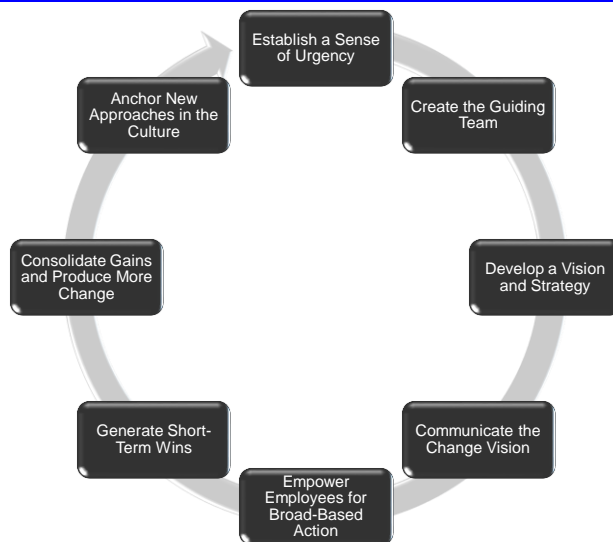 Establish a Sense
of Urgency
Create the Guiding
Team
Develop a Vision
and Strategy
Communicate the
Change Vision
Empower
Employees for
Broad-Based
Action
Generate Short-
Term Wins
Consolidate Gains
and Produce More
Change
Anchor New
Approaches in the
Culture